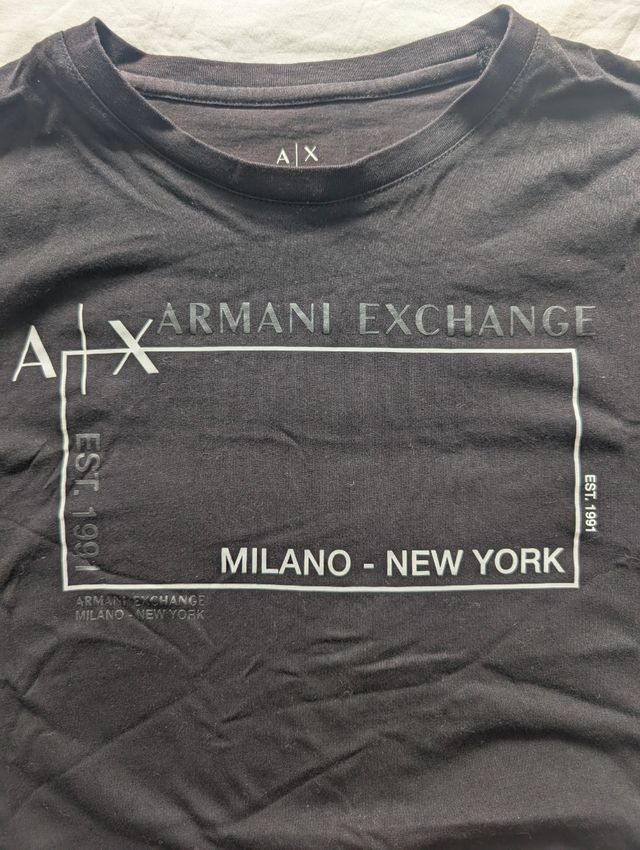 A|X
ARMANI EXCHANGE
A|X
EST. 1991
EST. 1991
MILANO - NEW YORK
ARMANI EXCHANGE
MILANO - NEW YORK